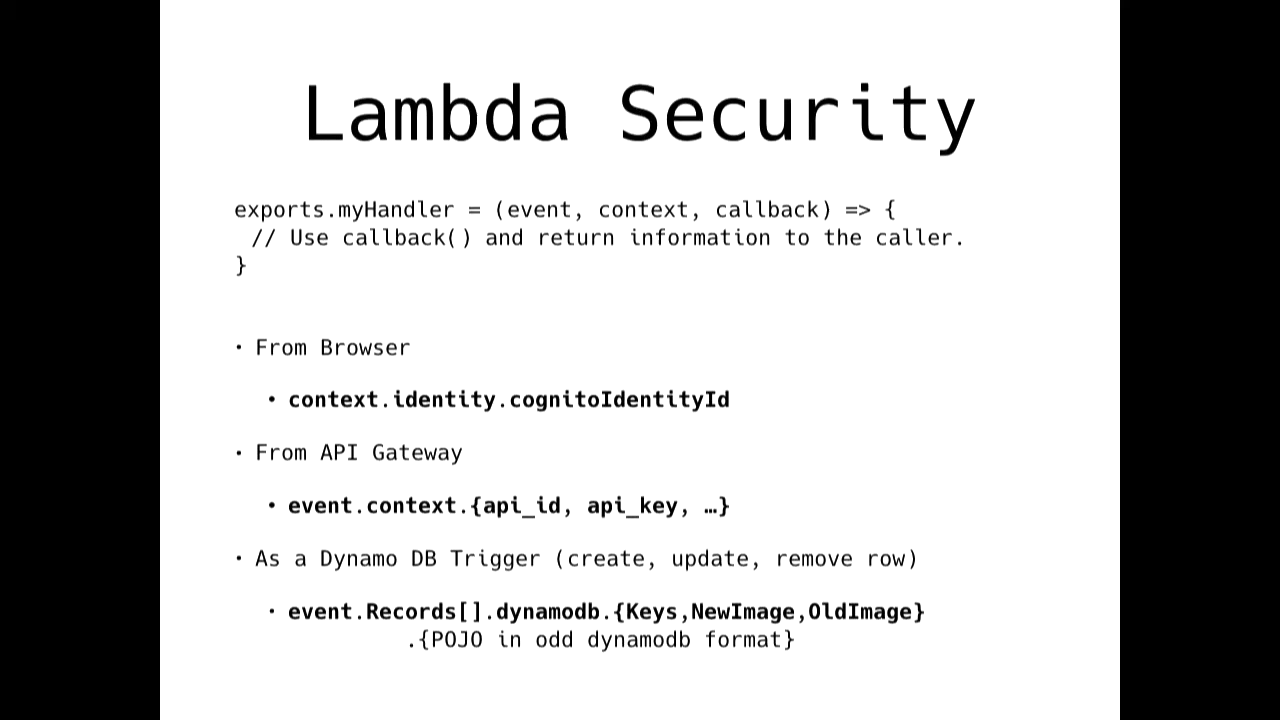 Lambda Security
exports.myHandler = (event, context, callback) => {
// Use callback() and return information to the caller.
}
• From Browser
• context.identity.cognitoIdentityId
• From API Gateway
• event.context.{api_id, api_key, …}
• As a Dynamo DB Trigger (create, update, remove row)
• event.Records[].dynamodb.{Keys,NewImage,OldImage}
.{POJO in odd dynamodb format}